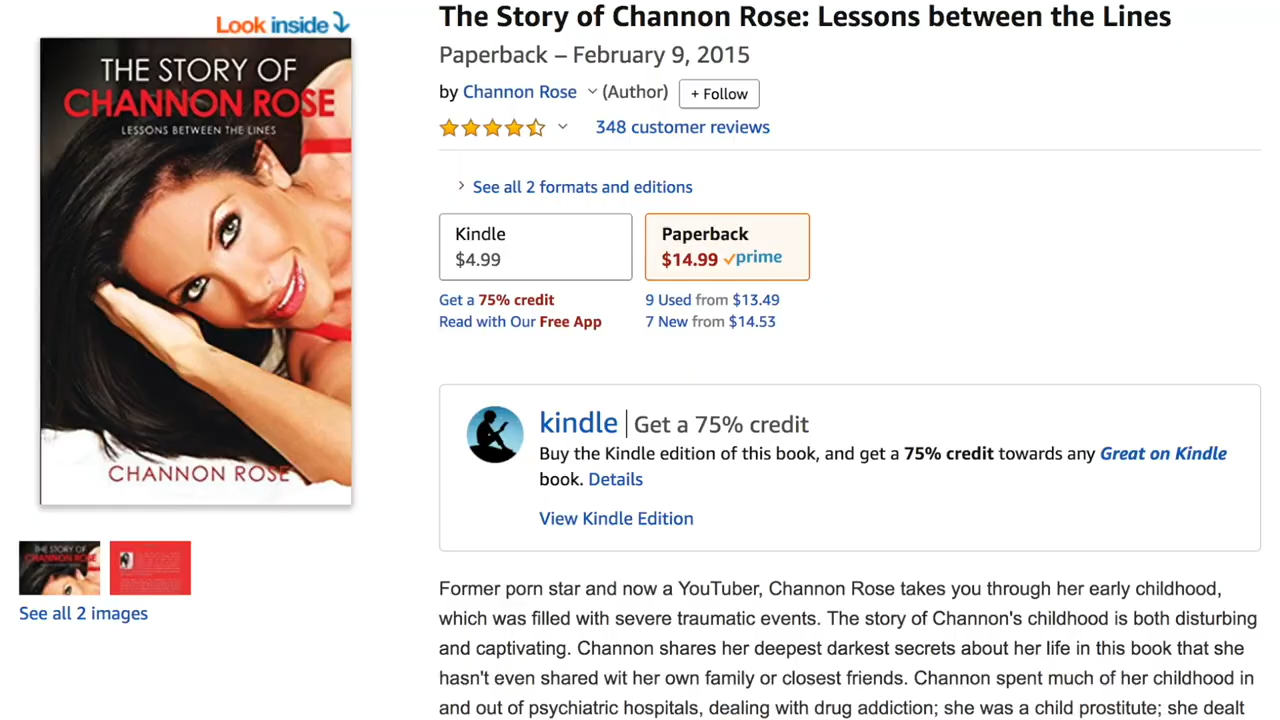 Look inside
THE STORY OF
CHANNON ROSE
LESSONS BETWEEN THE LINES
CHANNON ROSE
THE STORY OF
CHANNON ROSE
See all 2 images
The Story of Channon Rose: Lessons between the Lines
Paperback – February 9, 2015
by Channon Rose (Author) + Follow
348 customer reviews
See all 2 formats and editions
Kindle
$4.99
Paperback
$14.99 prime
Get a 75% credit
Read with Our Free App
9 Used from $13.49
7 New from $14.53
kindle | Get a 75% credit
Buy the Kindle edition of this book, and get a 75% credit towards any Great on Kindle
book. Details
View Kindle Edition
Former porn star and now a YouTuber, Channon Rose takes you through her early childhood,
which was filled with severe traumatic events. The story of Channon's childhood is both disturbing
and captivating. Channon shares her deepest darkest secrets about her life in this book that she
hasn't even shared wit her own family or closest friends. Channon spent much of her childhood in
and out of psychiatric hospitals, dealing with drug addiction; she was a child prostitute; she dealt